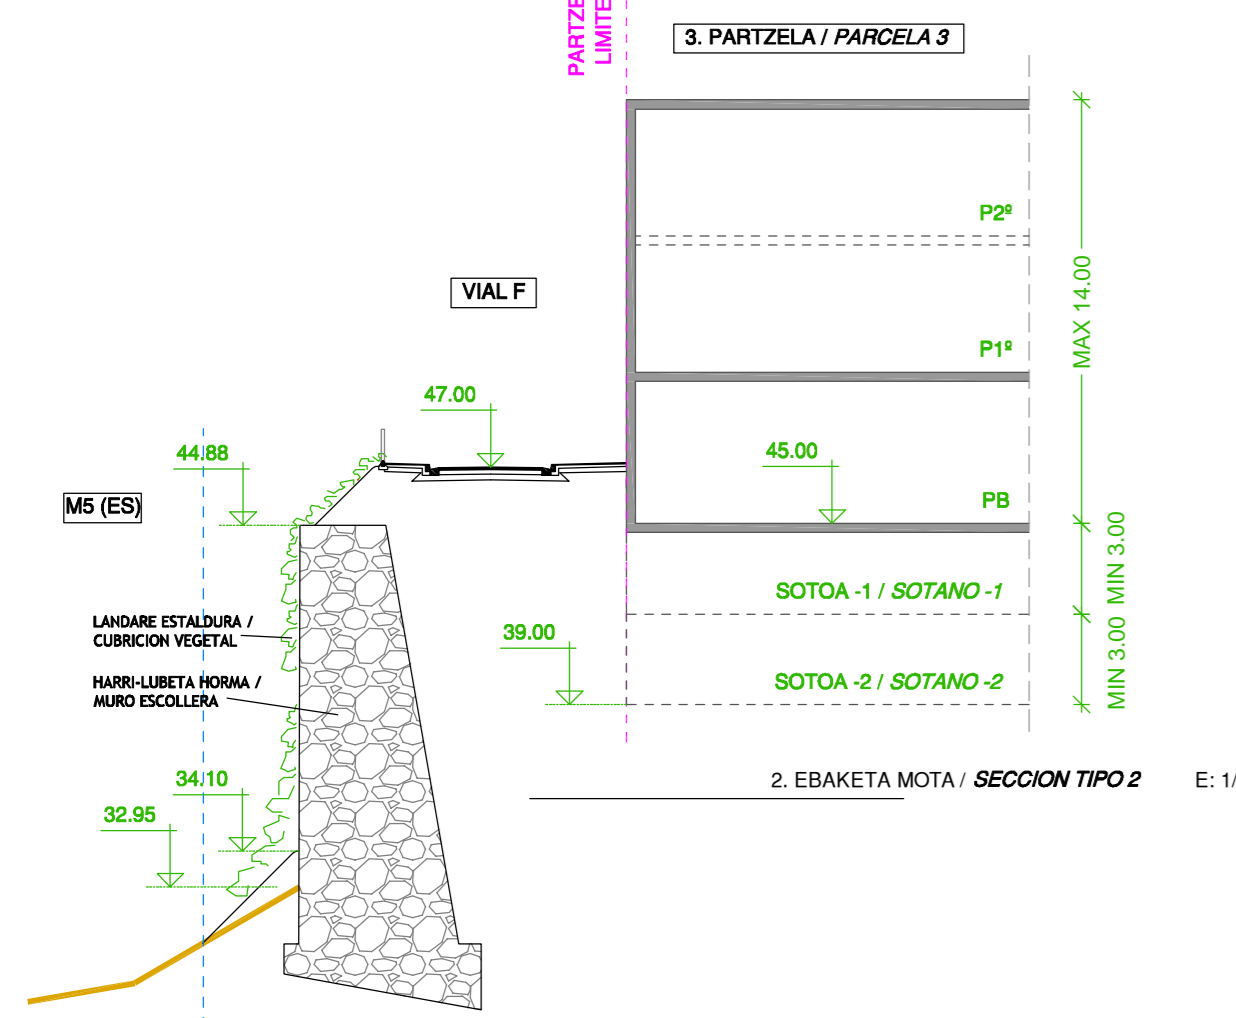 PARTZE
LIMITE
3. PARTZELA / PARCELA 3
P2º
VIAL F
MAX 14.00
P1º
47.00
44.88
45.00
M5 (ES)
PB
MIN 3.00
SOTOA -1 / SOTANO -1
LANDARE ESTALDURA /
CUBRICION VEGETAL
39.00
MIN 3.00
HARRI-LUBETA HORMA /
MURO ESCOLLERA
SOTOA -2 / SOTANO -2
34.10
2. EBAKETA MOTA / SECCION TIPO 2 E: 1/
32.95